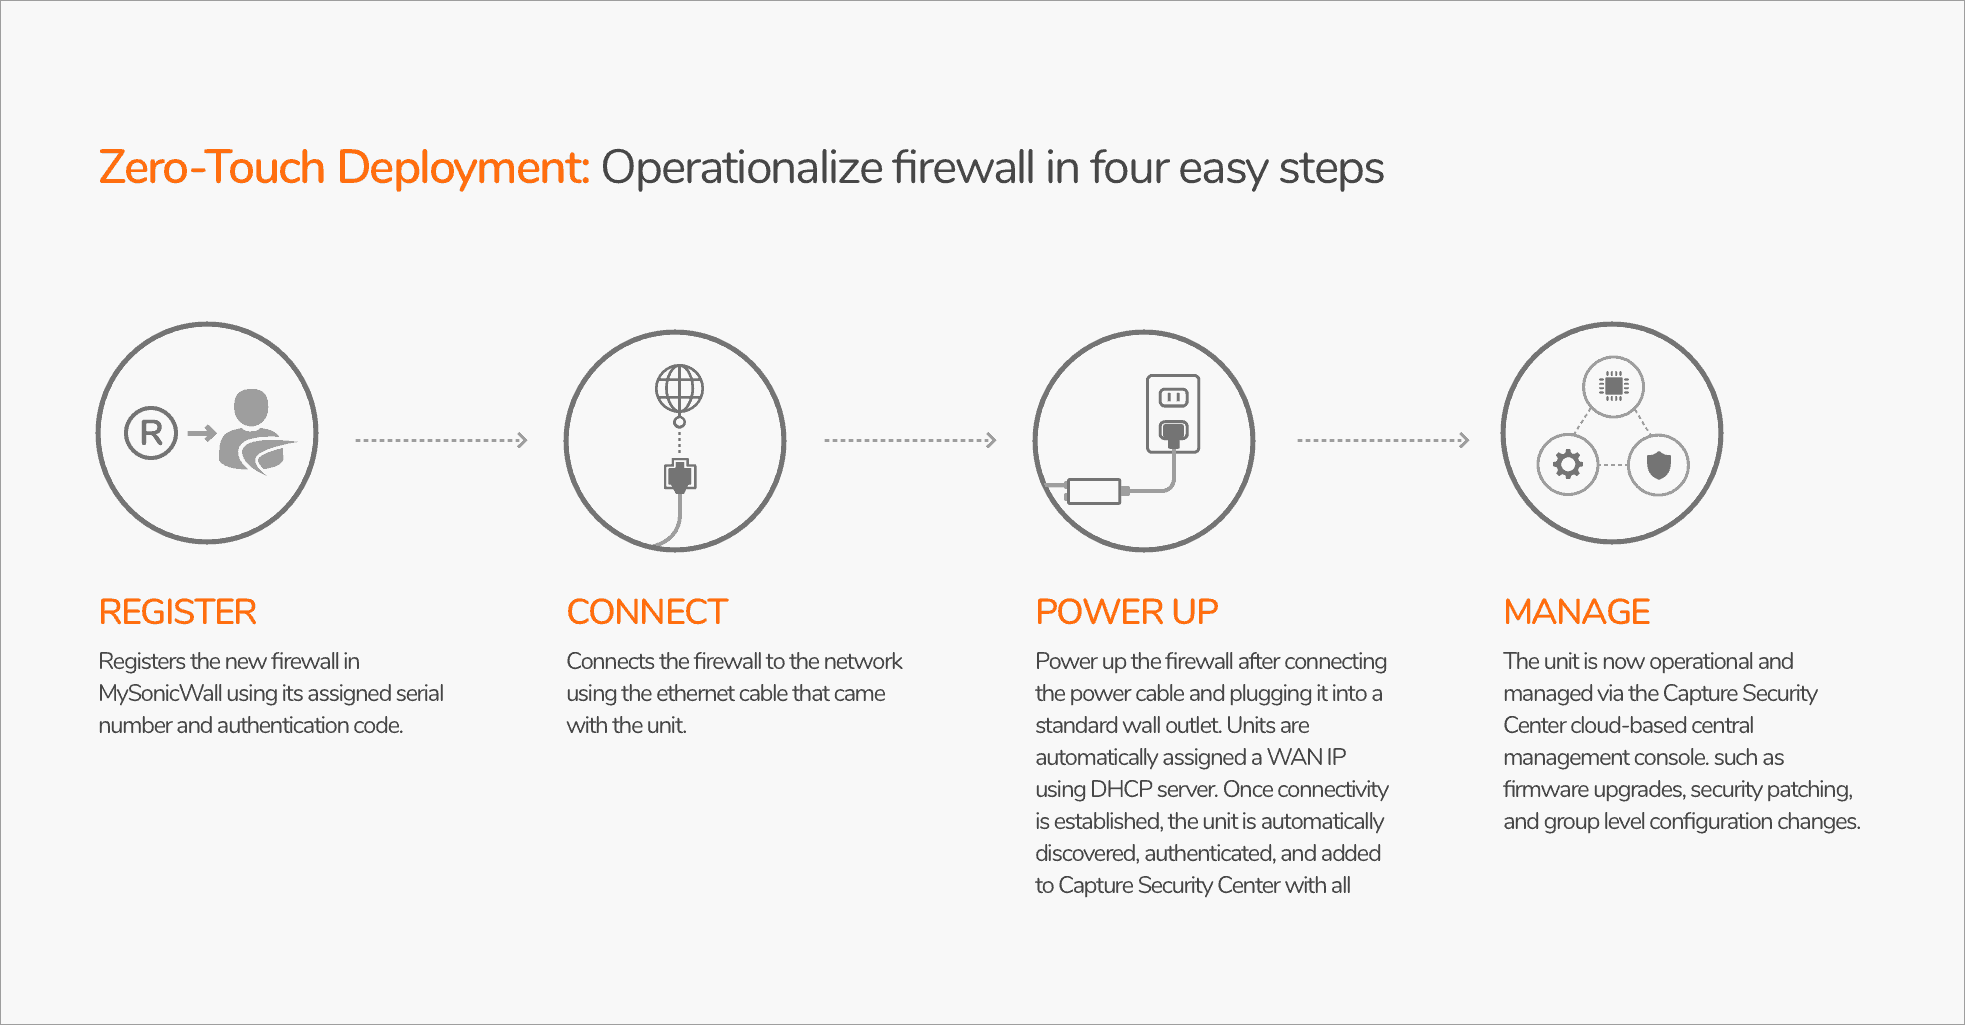 Zero-Touch Deployment: Operationalize firewall in four easy steps
R
REGISTER
Registers the new firewall in
MySonicWall using its assigned serial
number and authentication code.
CONNECT
Connects the firewall to the network
using the ethernet cable that came
with the unit.
POWER UP
Power up the firewall after connecting
the power cable and plugging it into a
standard wall outlet. Units are
automatically assigned a WAN IP
using DHCP server. Once connectivity
is established, the unit is automatically
discovered, authenticated, and added
to Capture Security Center with all
MANAGE
The unit is now operational and
managed via the Capture Security
Center cloud-based central
management console. such as
firmware upgrades, security patching,
and group level configuration changes.